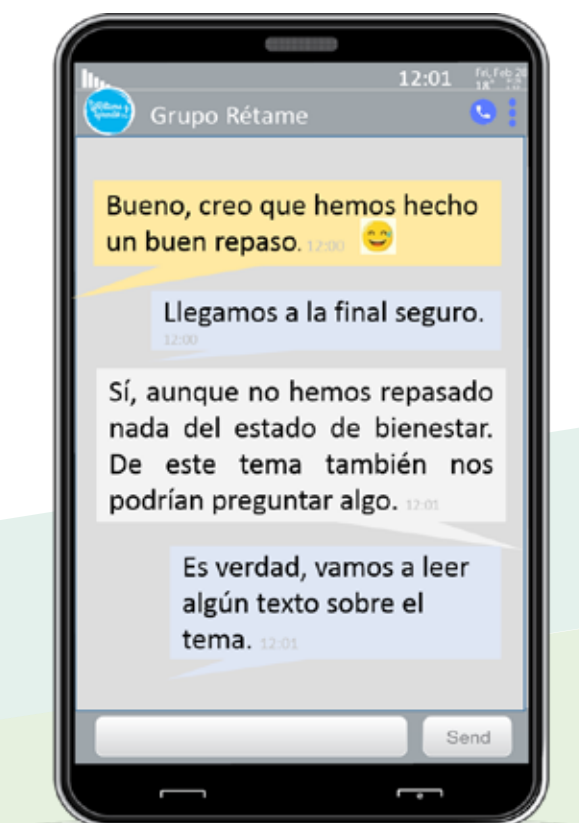 12:01
Grupo Rétame
Bueno, creo que hemos hecho
un buen repaso. 12:00
Llegamos a la final seguro.
12:00
Sí, aunque no hemos repasado
nada del estado de bienestar.
De este tema también nos
podrían preguntar algo. 12:01
Es verdad, vamos a leer
algún texto sobre el
tema. 12:01
Send